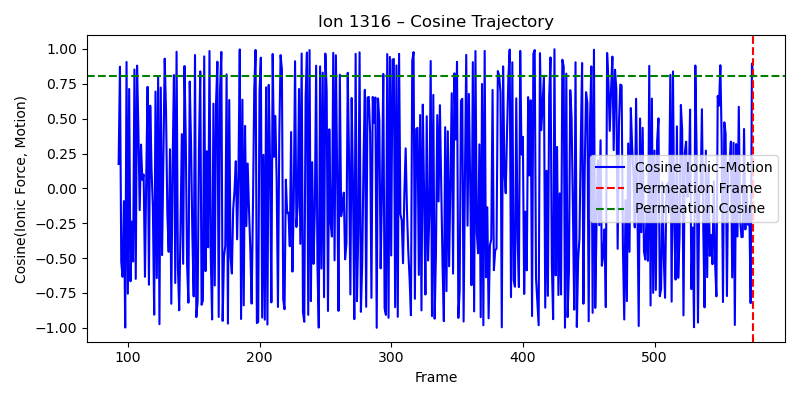 Ion 1316 – Cosine Trajectory
Cosine(Ionic Force, Motion)
1.00
0.75
0.50
0.25
0.00
−0.25
−0.50
−0.75
−1.00
Cosine Ionic–Motion
Permeation Frame
Permeation Cosine
100
200
300
400
500
Frame